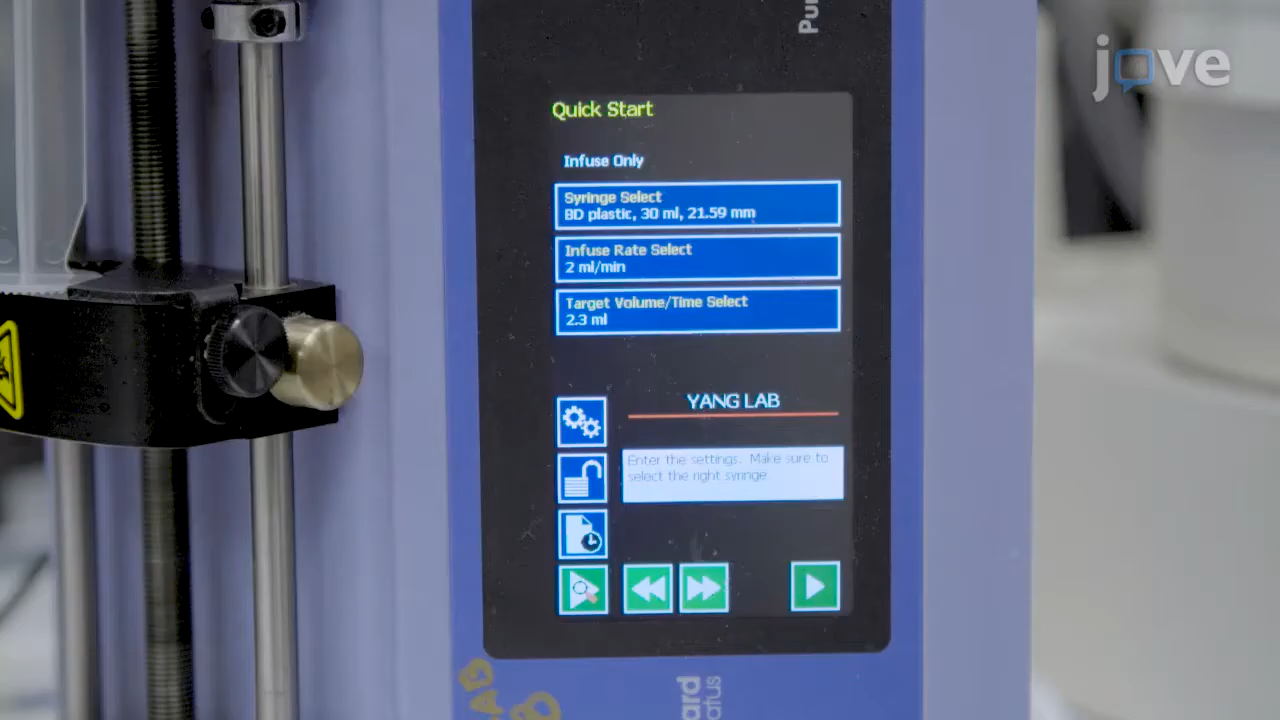 jove
Quick Start
Infuse Only
Syringe Select
BD plastic, 30 ml, 21.59 mm
Infuse Rate Select
2 ml/min
Target Volume/Time Select
2.3 ml
YANG LAB
Enter the settings. Make sure to
select the right syringe